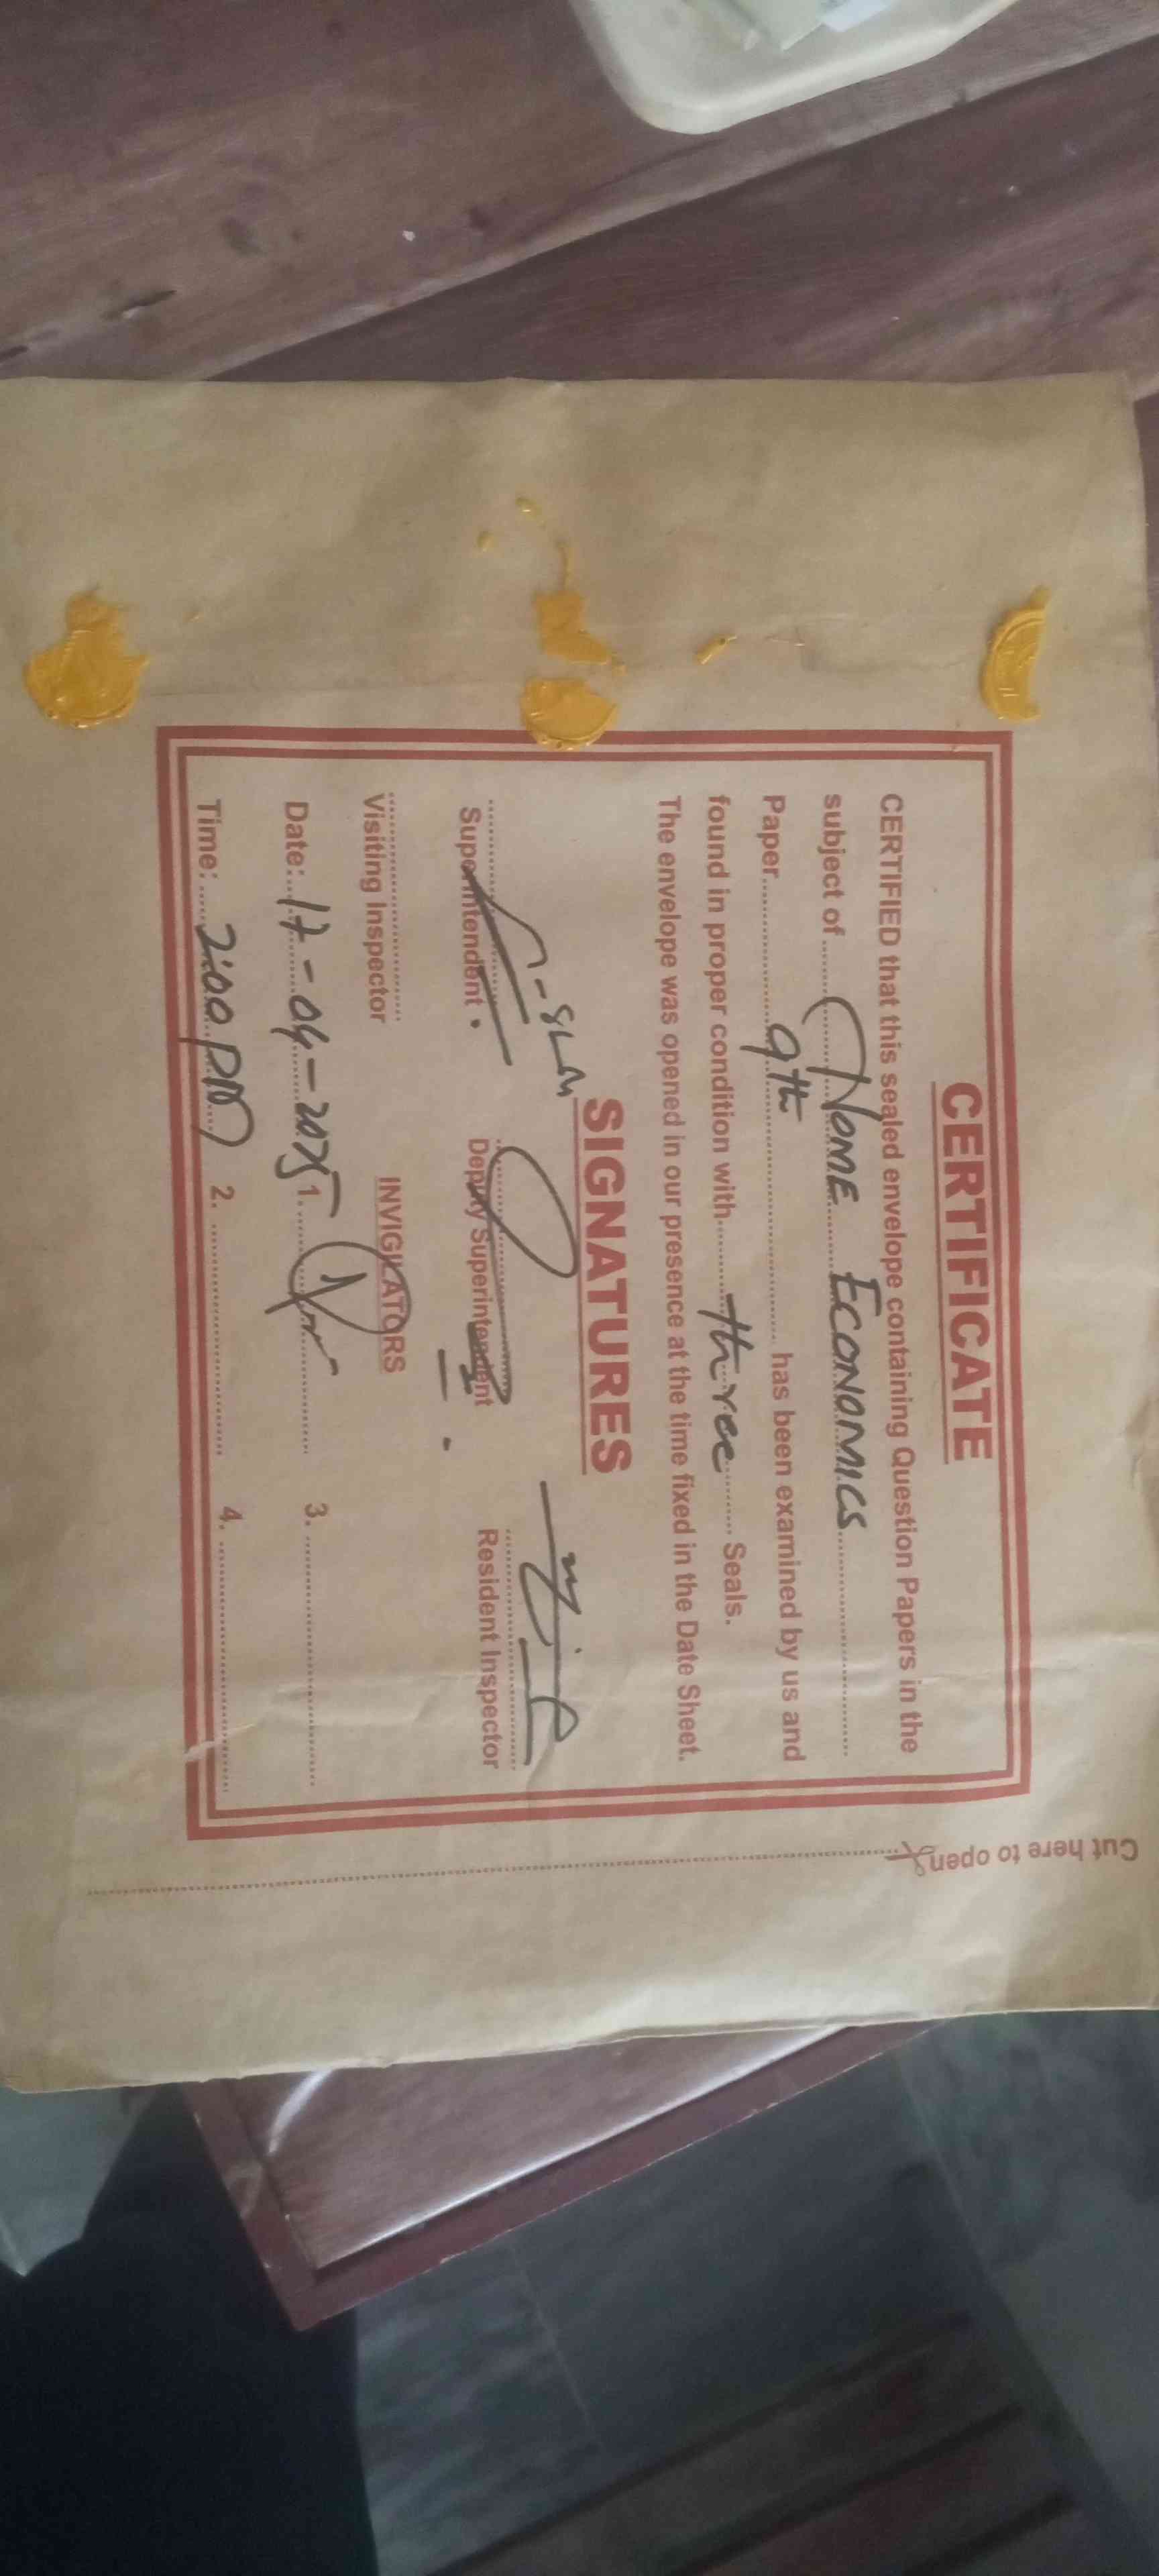 CERTIFICATE
CERTIFIED that this sealed envelope containing Question Papers in the
subject of Home Economics
Paper 9th has been examined by us and
found in proper condition with three Seals.
The envelope was opened in our presence at the time fixed in the Date Sheet.
SIGNATURES
Superintendent Deputy Superintendent Resident Inspector
Visiting Inspector INVIGILATORS
Date: 17-04-2025 1. 3.
Time: 2:00 PM 2. 4.
Cut here to open